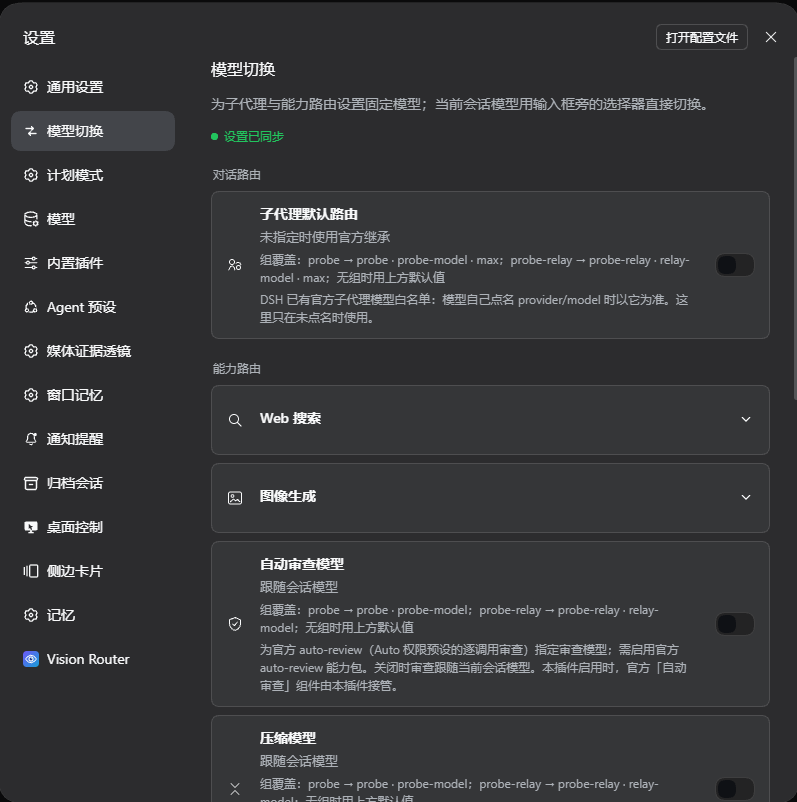 设置
打开配置文件
通用设置
模型切换
计划模式
模型
内置插件
Agent 预设
媒体证据透镜
窗口记忆
通知提醒
归档会话
桌面控制
侧边卡片
记忆
Vision Router
模型切换
为子代理与能力路由设置固定模型；当前会话模型用输入框旁的选择器直接切换。
设置已同步
对话路由
子代理默认路由
未指定时使用官方继承
组覆盖：probe → probe · probe-model · max；probe-relay → probe-relay · relay-
model · max；无组时用上方默认值
DSH 已有官方子代理模型白名单：模型自己点名 provider/model 时以它为准。这
里只在未点名时使用。
能力路由
Web 搜索
图像生成
自动审查模型
跟随会话模型
组覆盖：probe → probe · probe-model；probe-relay → probe-relay · relay-
model；无组时用上方默认值
为官方 auto-review（Auto 权限预设的逐调用审查）指定审查模型；需启用官方
auto-review 能力包。关闭时审查跟随当前会话模型。本插件启用时，官方「自动
审查」组件由本插件接管。
压缩模型
跟随会话模型
组覆盖：probe → probe · probe-model；probe-relay → probe-relay · relay-
model；无组时用上方默认值